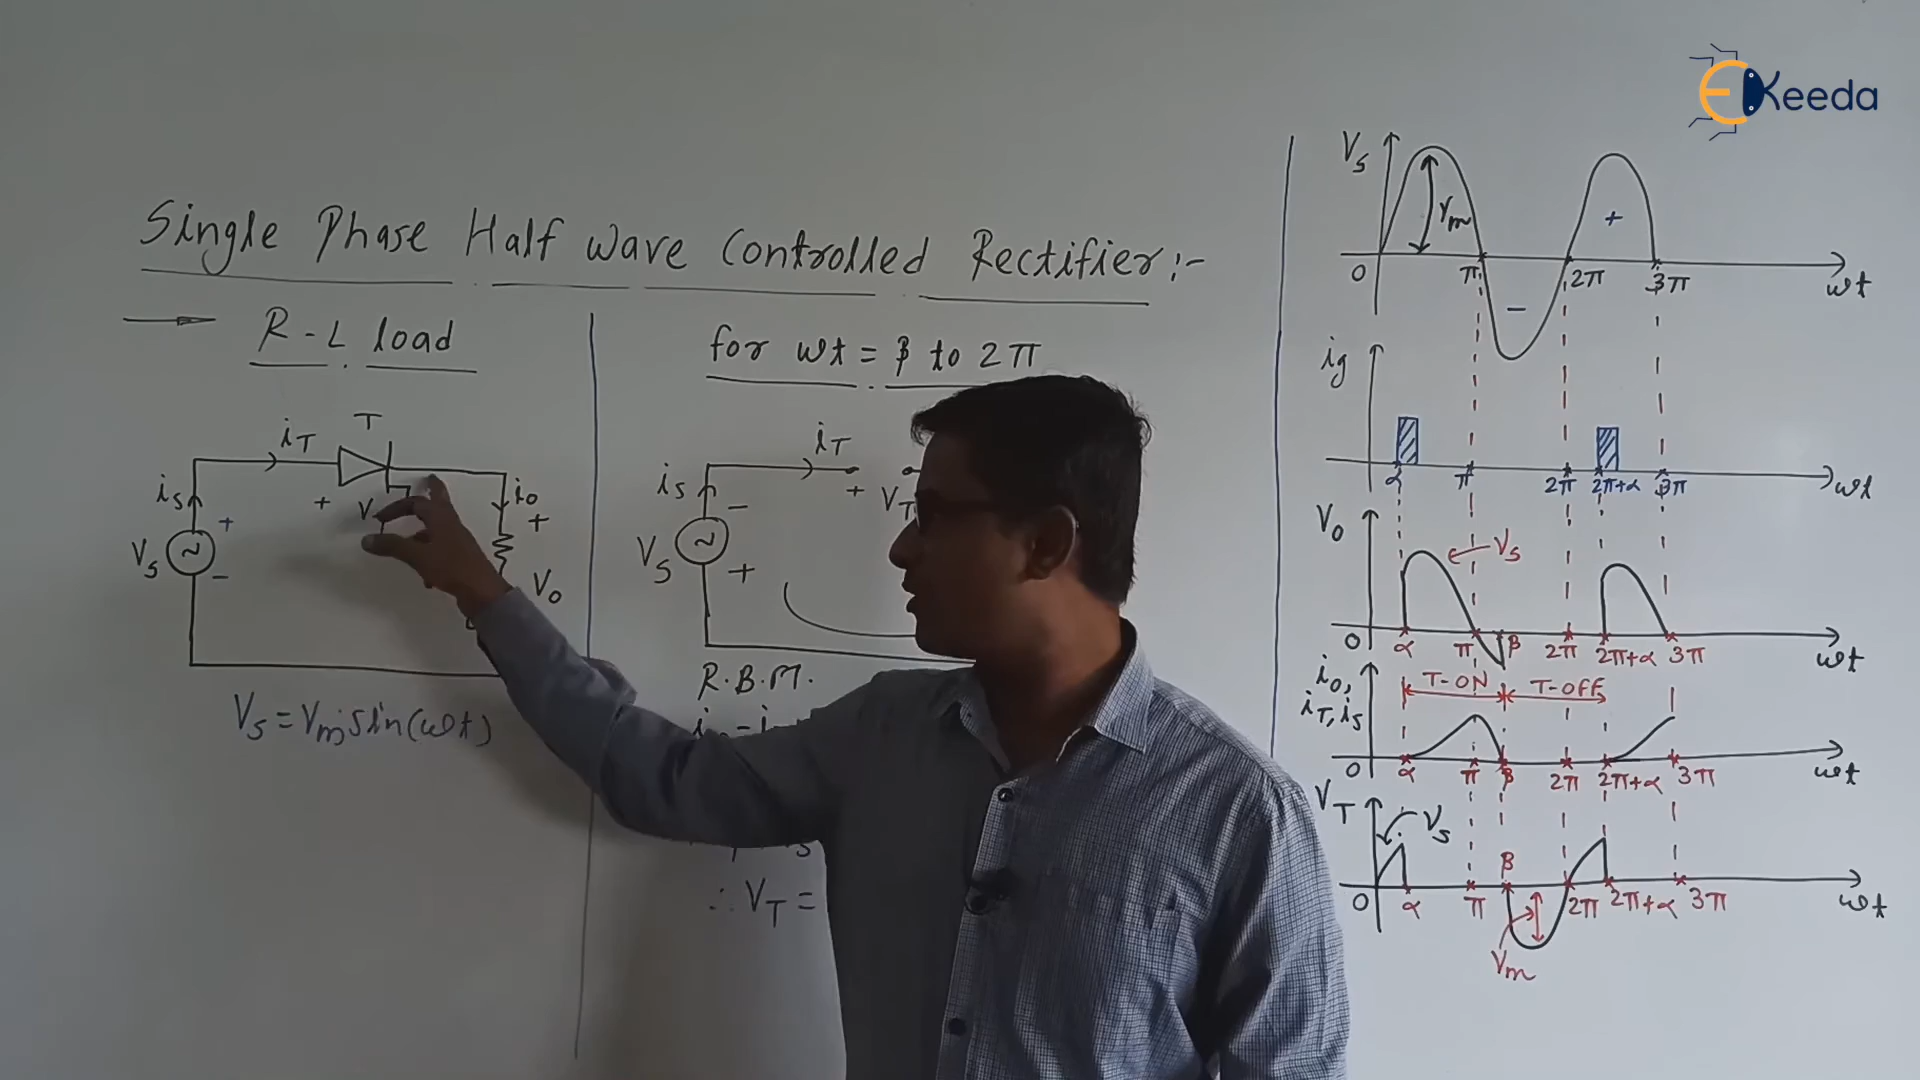 EKeeda
Single Phase Half Wave Controlled Rectifier:-
R-L load
T
iT
is
+
V
io
+
Vs
+
-
Vo
Vs = Vm sin(ωt)
for ωt = β to 2π
iT
is
-
+
VT
Vs
+
R.B.M.
∴ VT =
Vs
Vm
+
-
0
π
2π
3π
ωt
ig
α
π
2π
2π+α
3π
ωt
Vo
Vs
0
α
π
β
2π
2π+α
3π
ωt
io,
iT, is
T-ON
T-OFF
0
α
π
β
2π
2π+α
3π
ωt
VT
Vs
β
0
α
π
2π
2π+α
3π
ωt
Vm